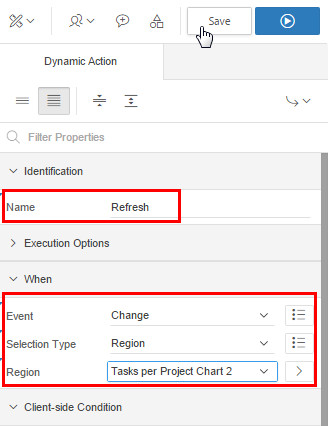 Save
Dynamic Action
Filter Properties
Identification
Name Refresh
Execution Options
When
Event Change
Selection Type Region
Region Tasks per Project Chart 2
Client-side Condition